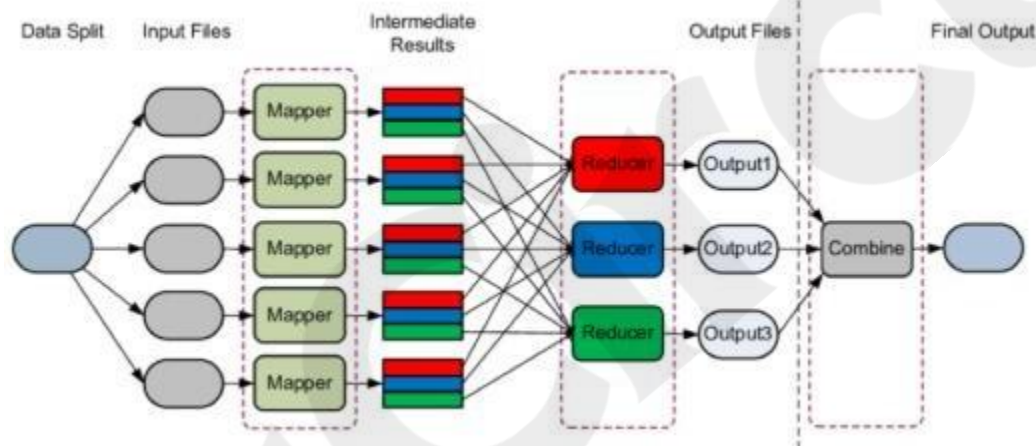 Data Split
Input Files
Intermediate
Results
Output Files
Final Output
Mapper
Mapper
Mapper
Mapper
Mapper
Reducer
Reducer
Reducer
Output1
Output2
Output3
Combine